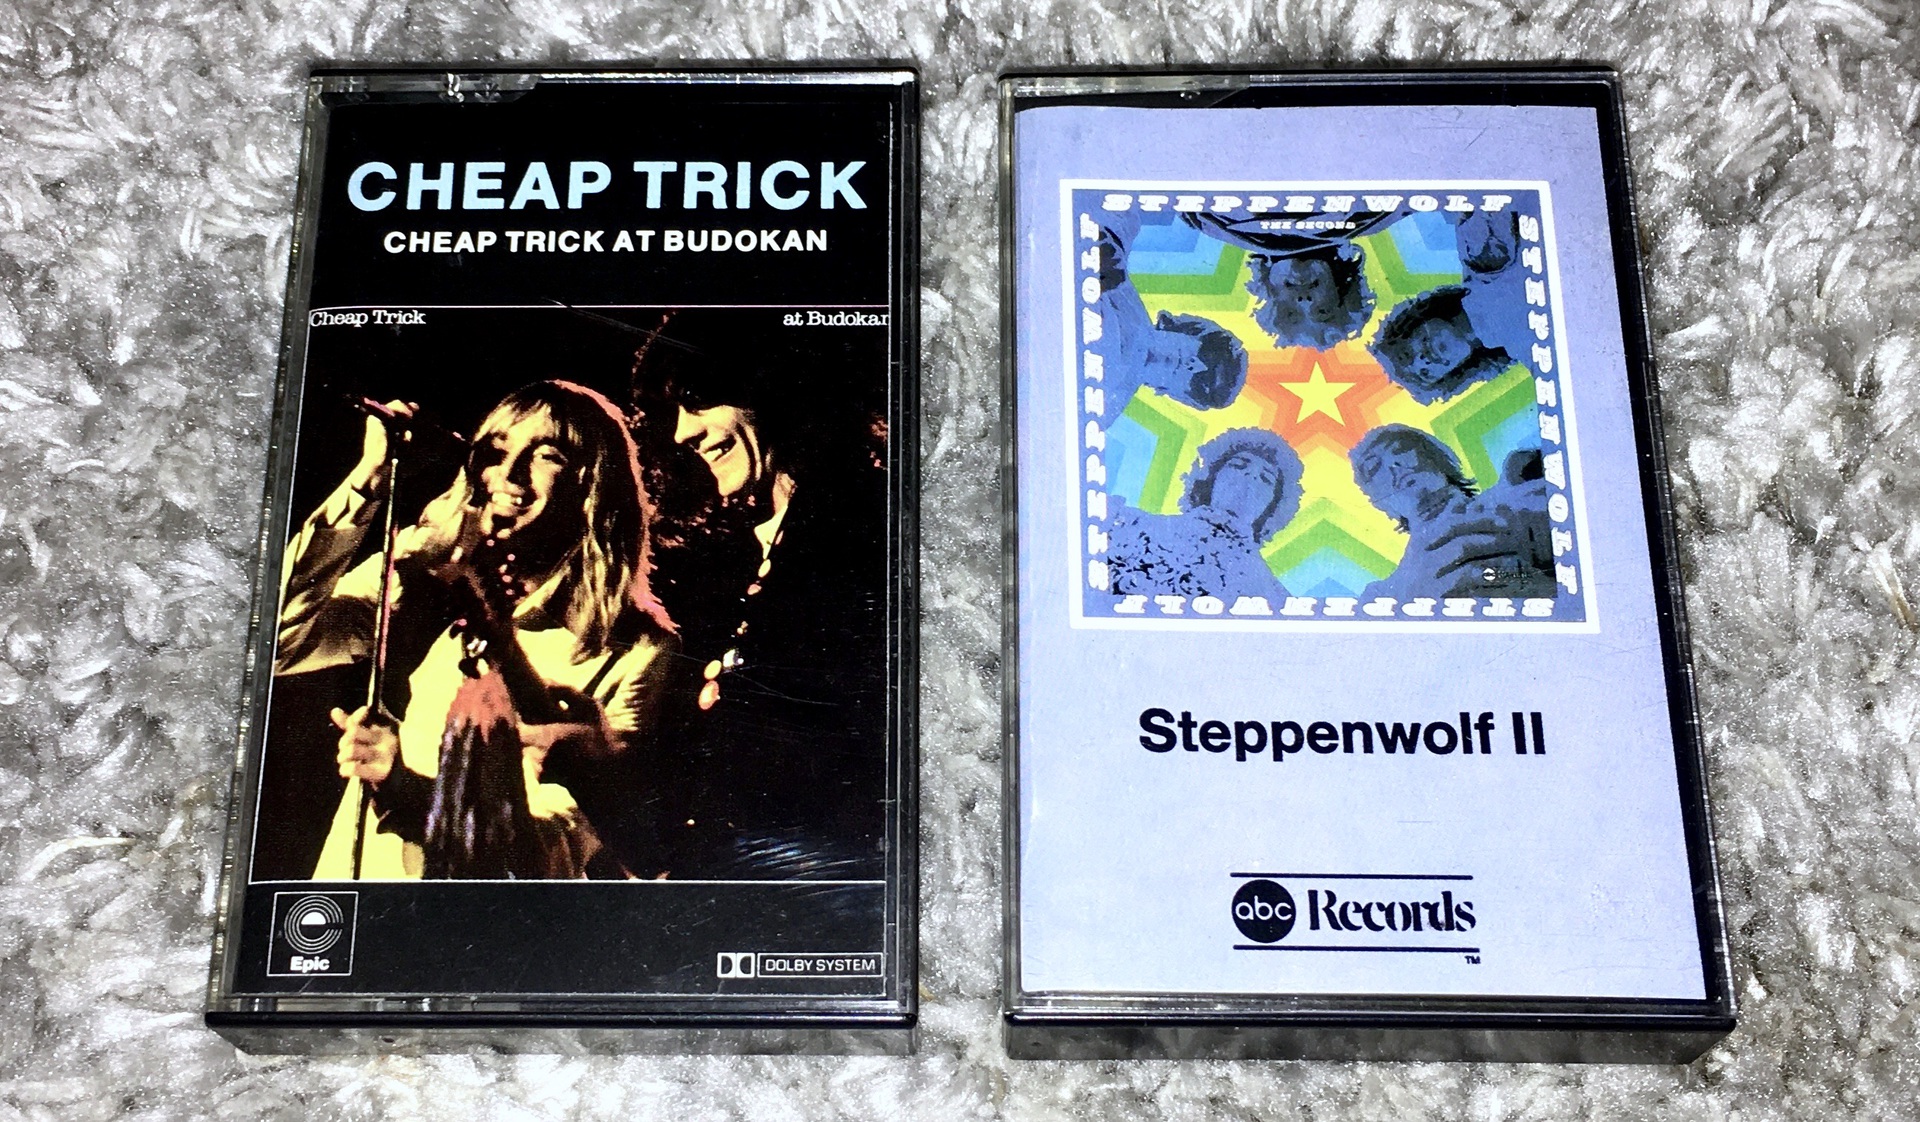 CHEAP TRICK
CHEAP TRICK AT BUDOKAN
Cheap Trick
at Budokan
Epic
DOLBY SYSTEM
STEPPENWOLF
THE SECOND
STEPPENWOLF
STEPPENWOLF
STEPPENWOLF
Steppenwolf II
abc Records
TM